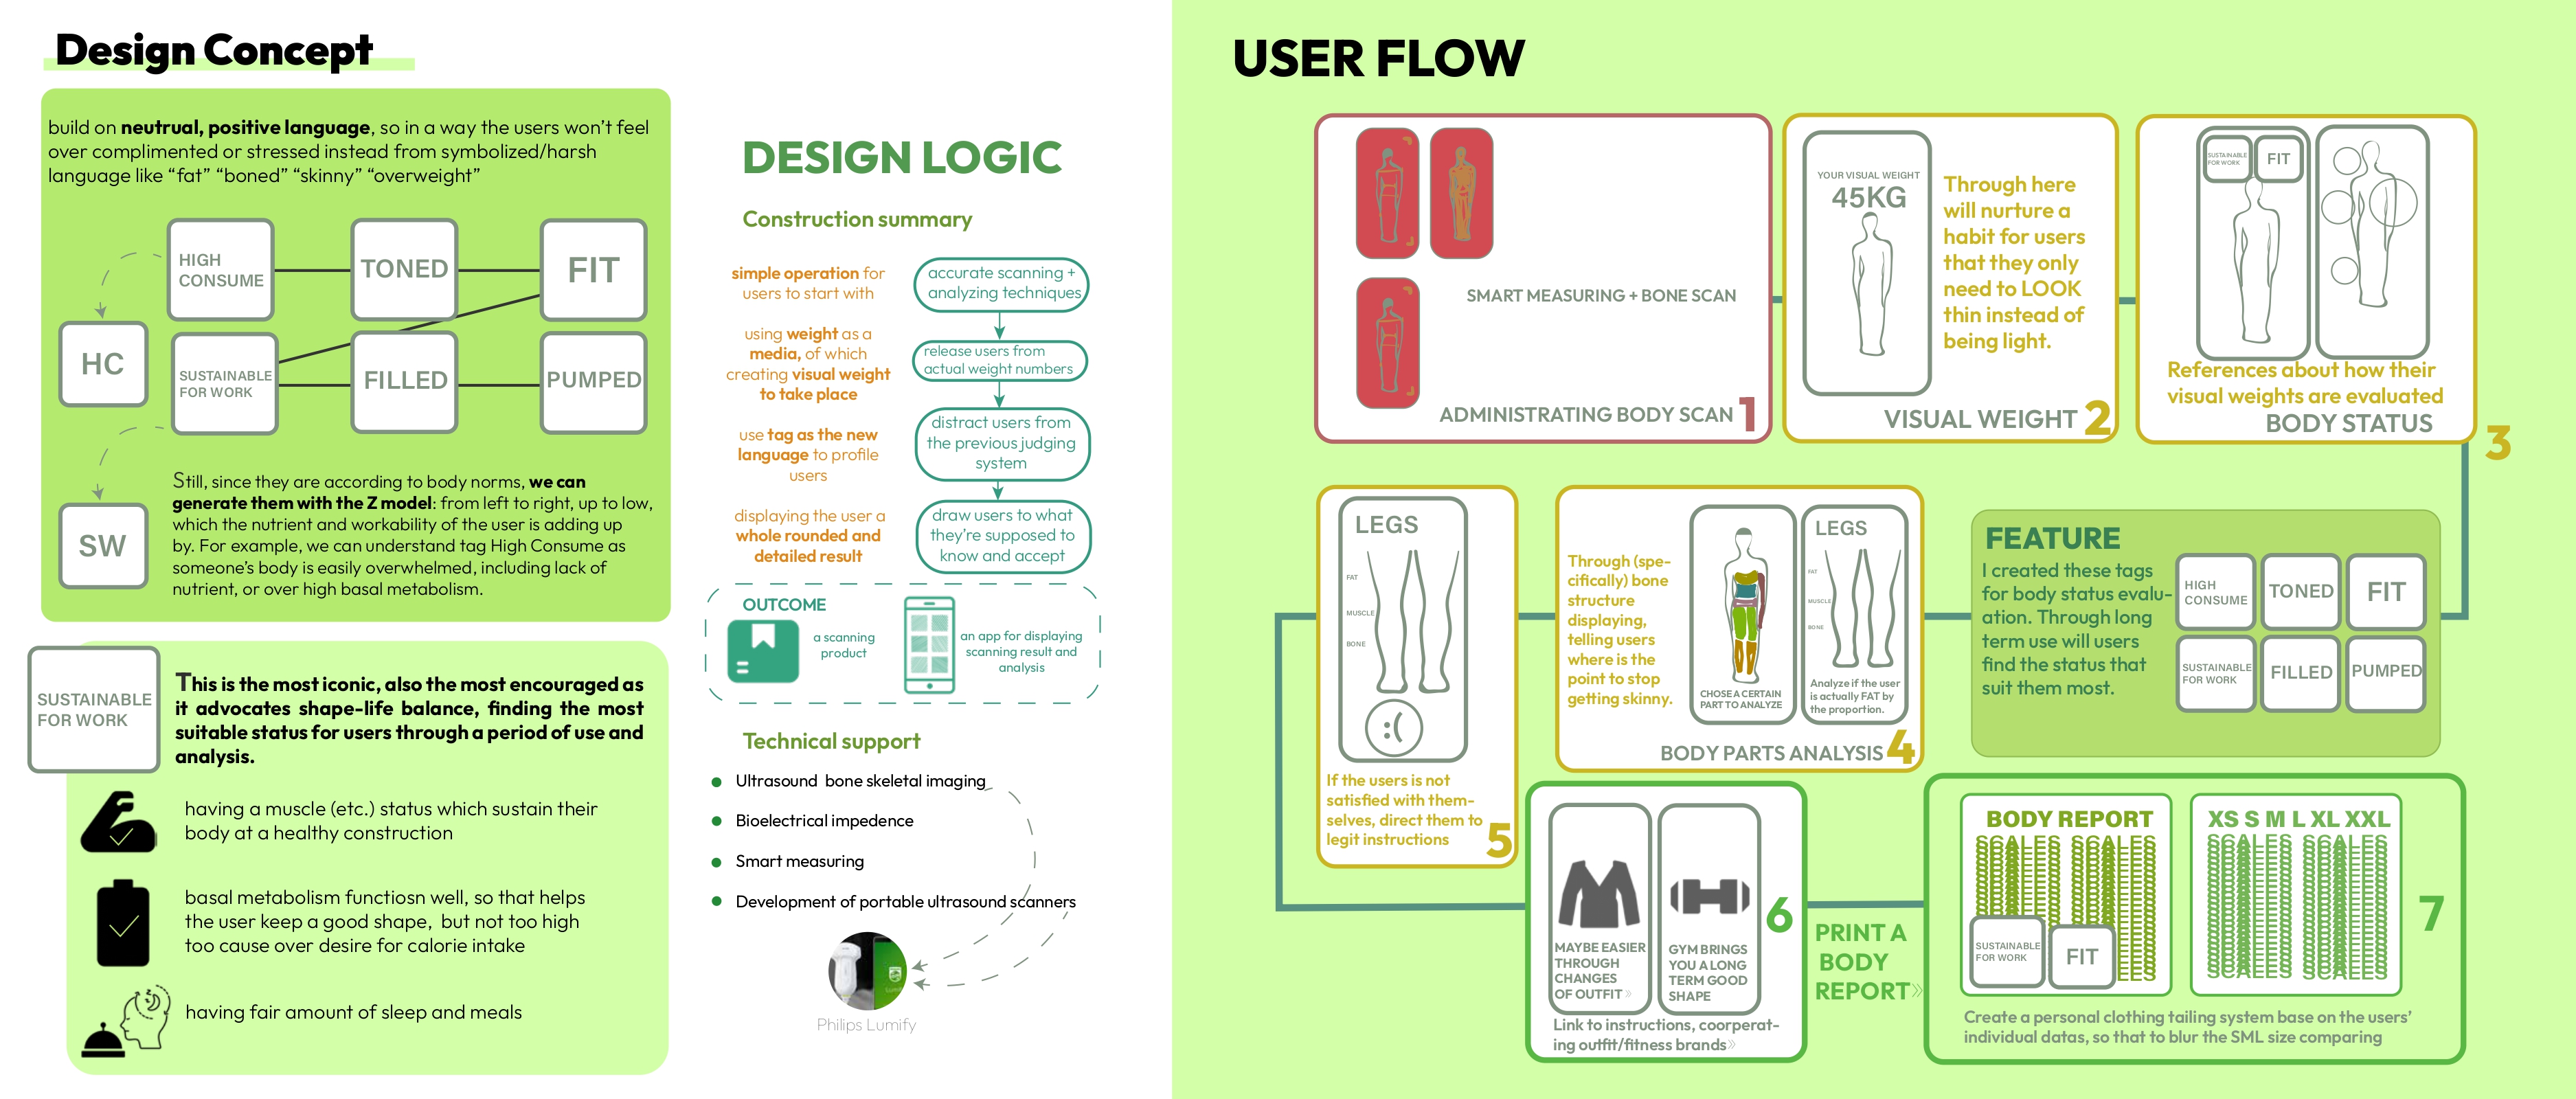 Design Concept
build on neutrual, positive language, so in a way the users won't feel
over complimented or stressed instead from symbolized/harsh
language like “fat” “boned” “skinny” “overweight”
HIGH
CONSUME
TONED
FIT
HC
SUSTAINABLE
FOR WORK
FILLED
PUMPED
SW
Still, since they are according to body norms, we can
generate them with the Z model: from left to right, up to low,
which the nutrient and workability of the user is adding up
by. For example, we can understand tag High Consume as
someone's body is easily overwhelmed, including lack of
nutrient, or over high basal metabolism.
SUSTAINABLE
FOR WORK
This is the most iconic, also the most encouraged as
it advocates shape-life balance, finding the most
suitable status for users through a period of use and
analysis.
having a muscle (etc.) status which sustain their
body at a healthy construction
basal metabolism functiosn well, so that helps
the user keep a good shape, but not too high
too cause over desire for calorie intake
having fair amount of sleep and meals
DESIGN LOGIC
Construction summary
simple operation for
users to start with
accurate scanning +
analyzing techniques
using weight as a
media, of which
creating visual weight
to take place
release users from
actual weight numbers
use tag as the new
language to profile
users
distract users from
the previous judging
system
displaying the user a
whole rounded and
detailed result
draw users to what
they're supposed to
know and accept
OUTCOME
a scanning
product
an app for displaying
scanning result and
analysis
Technical support
Ultrasound bone skeletal imaging
Bioelectrical impedence
Smart measuring
Development of portable ultrasound scanners
Philips Lumify
USER FLOW
SMART MEASURING + BONE SCAN
ADMINISTRATING BODY SCAN 1
YOUR VISUAL WEIGHT
45KG
Through here
will nurture a
habit for users
that they only
need to LOOK
thin instead of
being light.
VISUAL WEIGHT 2
SUSTAINABLE
FOR WORK
FIT
References about how their
visual weights are evaluated
BODY STATUS
3
FEATURE
I created these tags
for body status evalu-
ation. Through long
term use will users
find the status that
suit them most.
HIGH
CONSUME
TONED
FIT
SUSTAINABLE
FOR WORK
FILLED
PUMPED
Through (spe-
cifically) bone
structure
displaying,
telling users
where is the
point to stop
getting skinny.
CHOSE A CERTAIN
PART TO ANALYZE
LEGS
FAT
MUSCLE
BONE
Analyze if the user
is actually FAT by
the proportion.
BODY PARTS ANALYSIS 4
LEGS
FAT
MUSCLE
BONE
:(
If the users is not
satisfied with them-
selves, direct them to
legit instructions
5
MAYBE EASIER
THROUGH
CHANGES
OF OUTFIT »
GYM BRINGS
YOU A LONG
TERM GOOD
SHAPE
6
Link to instructions, coorperat-
ing outfit/fitness brands»
PRINT A
BODY
REPORT»
BODY REPORT
SCALES SCALES
SUSTAINABLE
FOR WORK
FIT
XS S M L XL XXL
SCALES SCALES
7
Create a personal clothing tailing system base on the users'
individual datas, so that to blur the SML size comparing